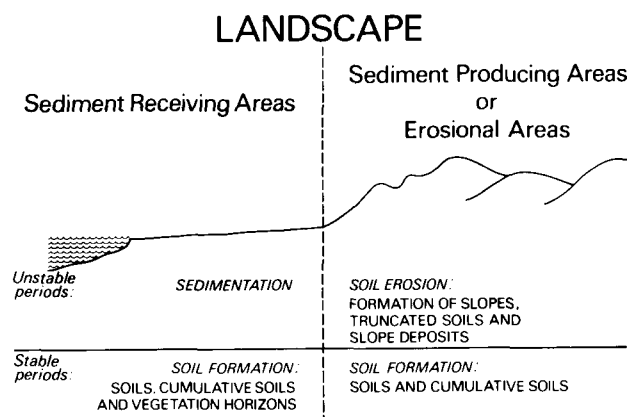 LANDSCAPE
Sediment Receiving Areas
Sediment Producing Areas
or
Erosional Areas
Unstable
periods:
SEDIMENTATION
SOIL EROSION:
FORMATION OF SLOPES,
TRUNCATED SOILS AND
SLOPE DEPOSITS
Stable
periods:
SOIL FORMATION:
SOILS, CUMULATIVE SOILS
AND VEGETATION HORIZONS
SOIL FORMATION:
SOILS AND CUMULATIVE SOILS